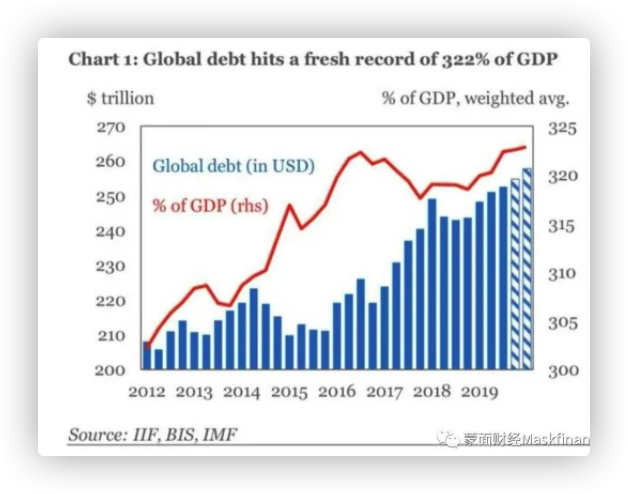 Chart 1: Global debt hits a fresh record of 322% of GDP
$ trillion % of GDP, weighted avg.
270 325
260 320
250 315
240 310
230 305
220 300
210
200
Global debt (in USD)
% of GDP (rhs)
2012 2013 2014 2015 2016 2017 2018 2019
Source: IIF, BIS, IMF
蒙面财经Maskfinan